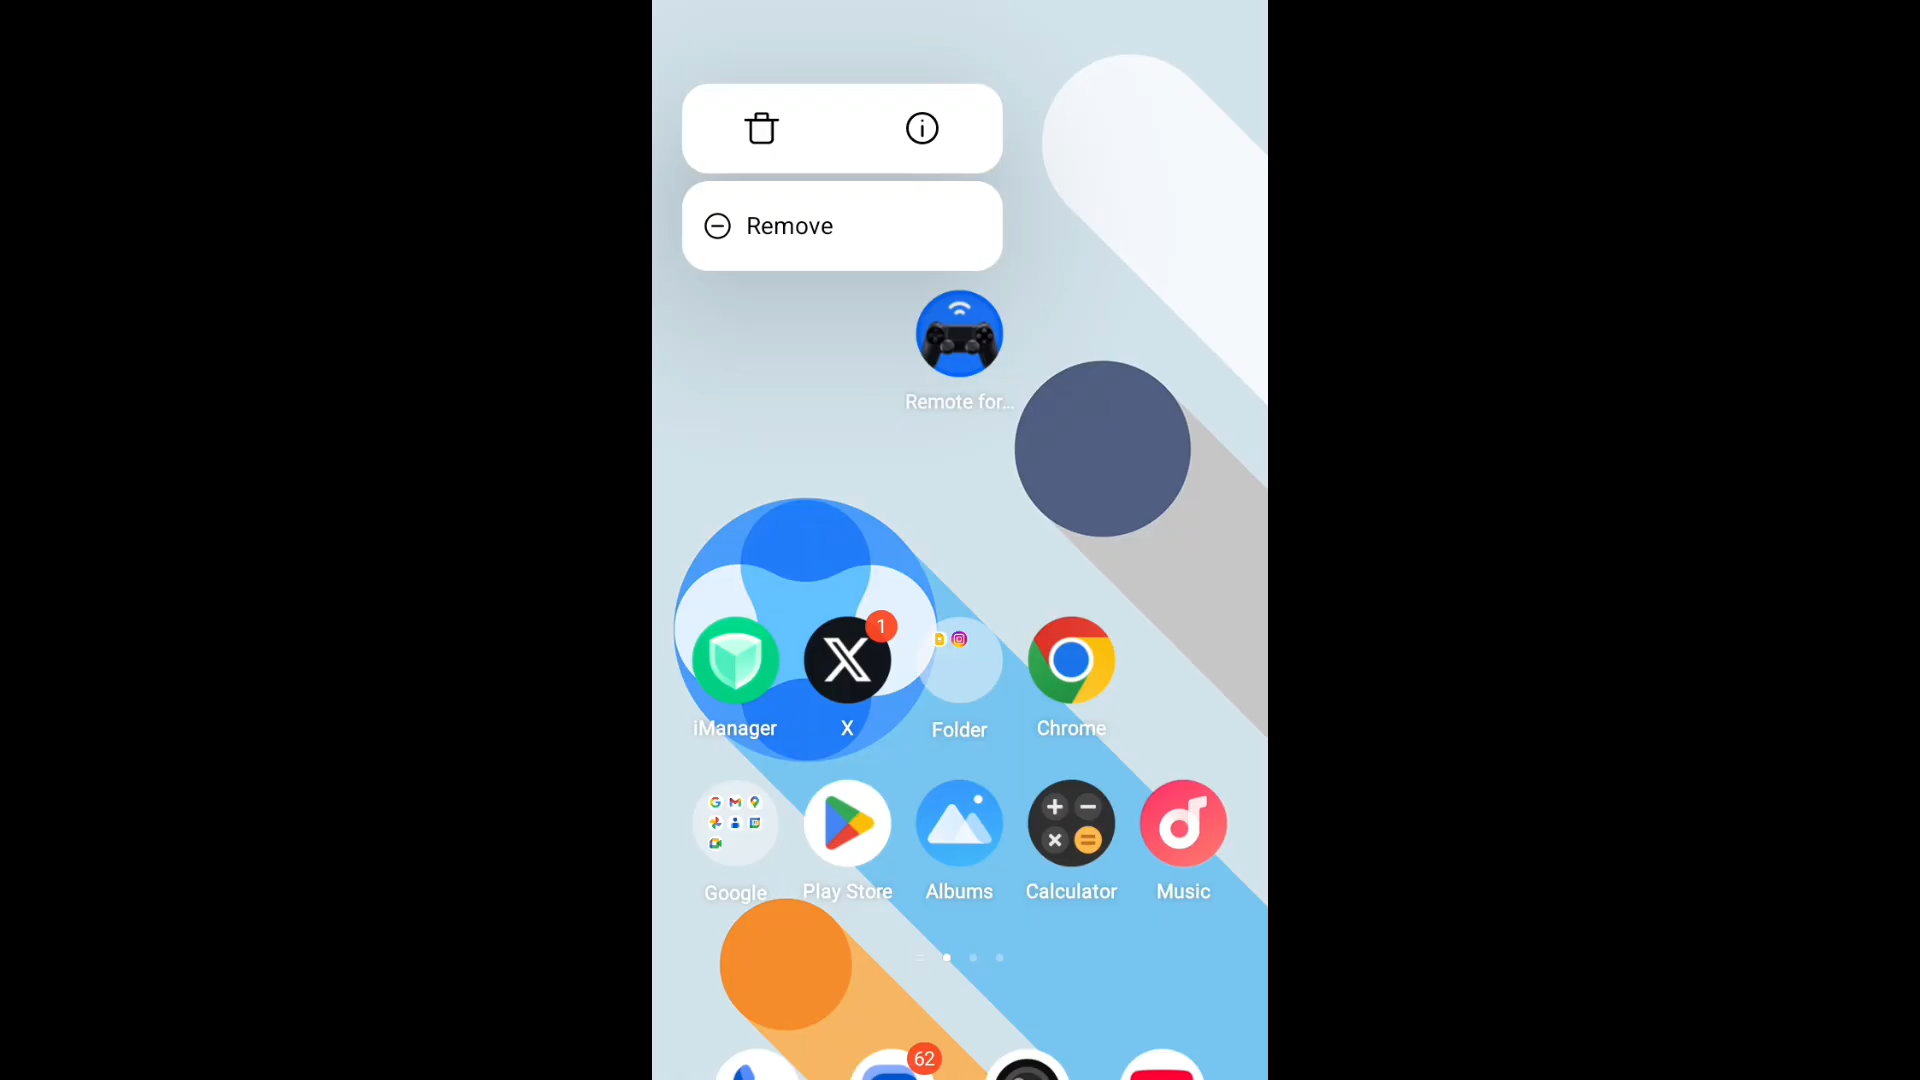 Remove
Remote for...
1
iManager
X
Folder
Chrome
Google
Play Store
Albums
Calculator
Music
62